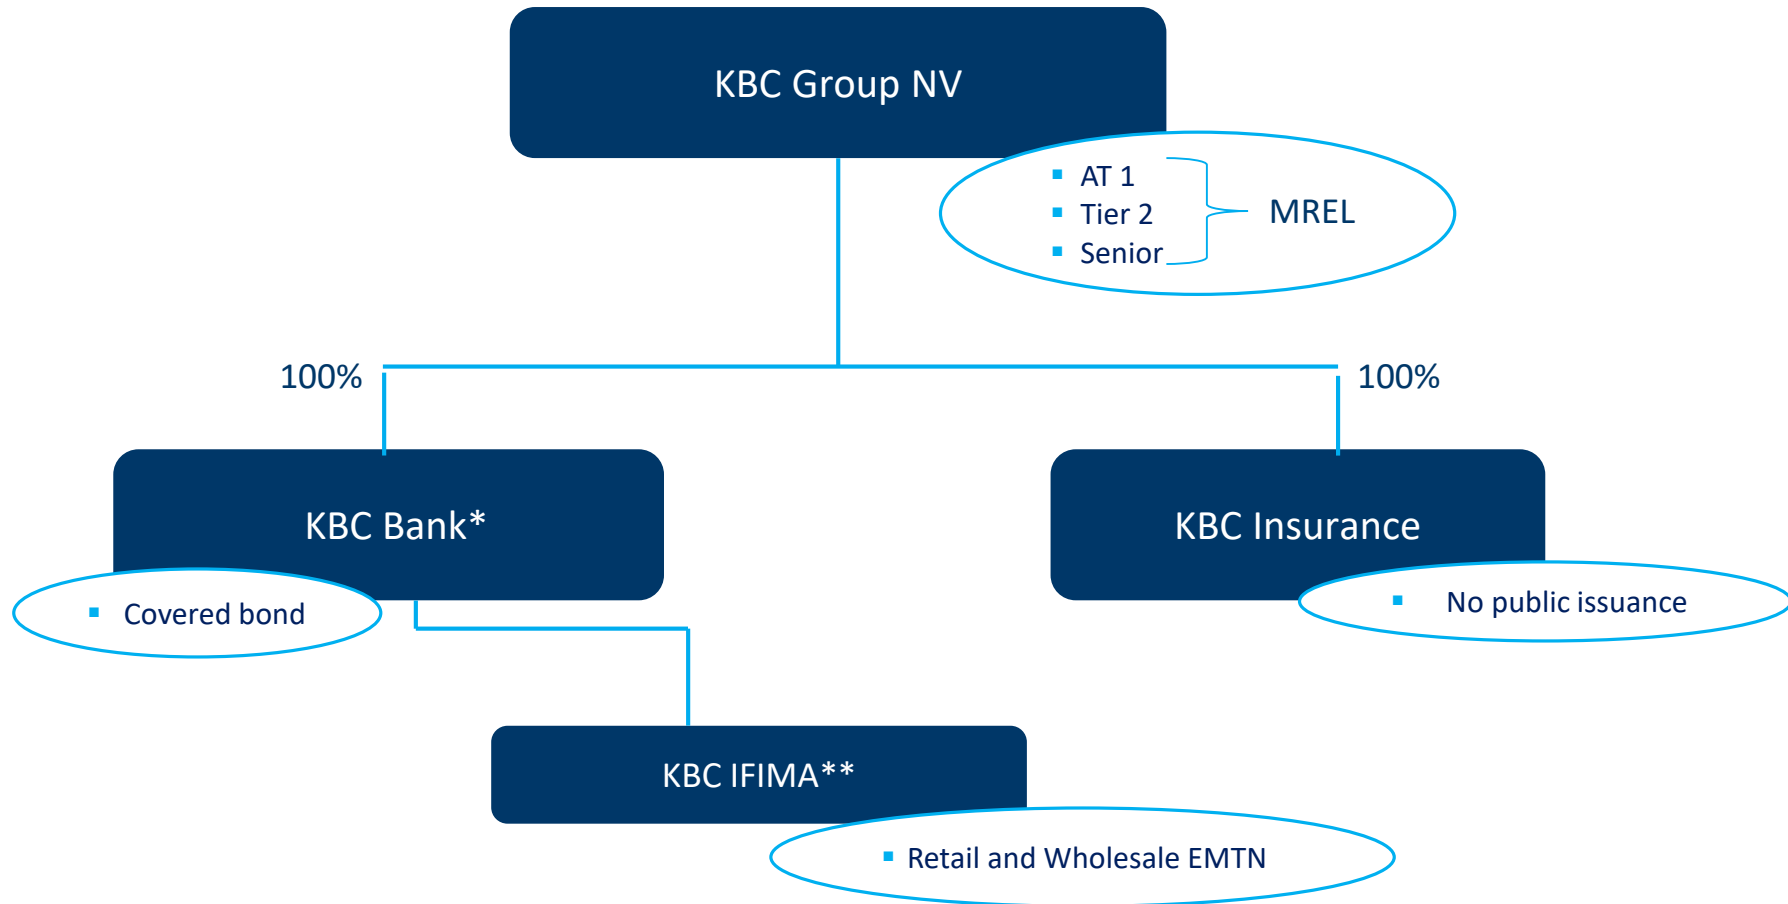 KBC Group NV
▪ AT 1
▪ Tier 2
▪ Senior
MREL
100%
100%
KBC Bank*
KBC Insurance
▪ Covered bond
▪ No public issuance
KBC IFIMA**
▪ Retail and Wholesale EMTN